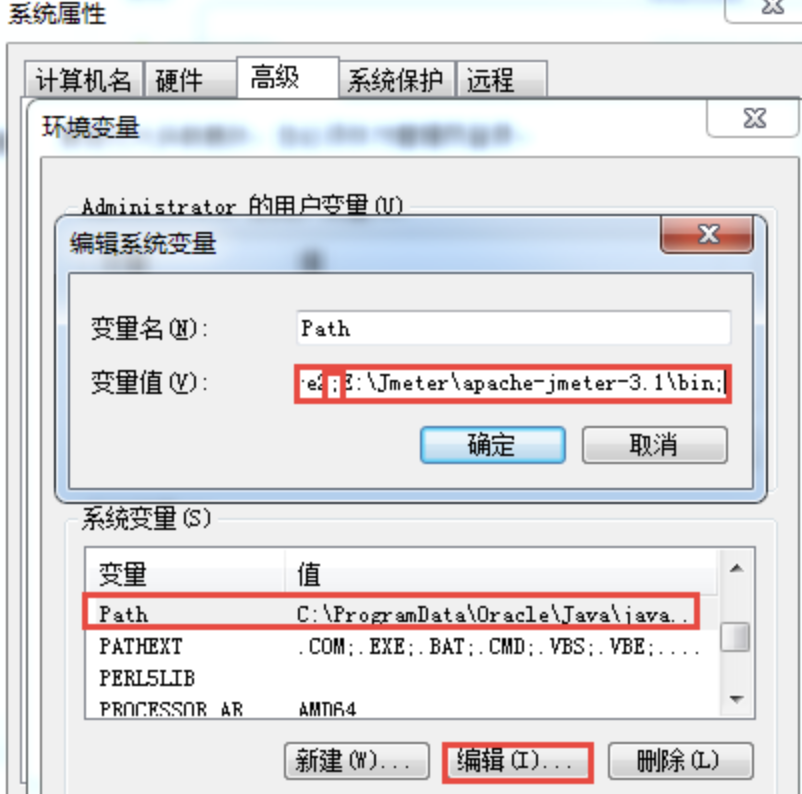 系统属性
计算机名 硬件 高级 系统保护 远程
环境变量
Administrator 的用户变量(U)
编辑系统变量
变量名(N): Path
变量值(V): e2;E:\Jmeter\apache-jmeter-3.1\bin;
确定 取消
系统变量(S)
变量 值
Path C:\ProgramData\Oracle\Java\java..
PATHEXT .COM;.EXE;.BAT;.CMD;.VBS;.VBE;....
PERL5LIB
PROCESSOR_AR AMD64
新建(W)... 编辑(I)... 删除(L)